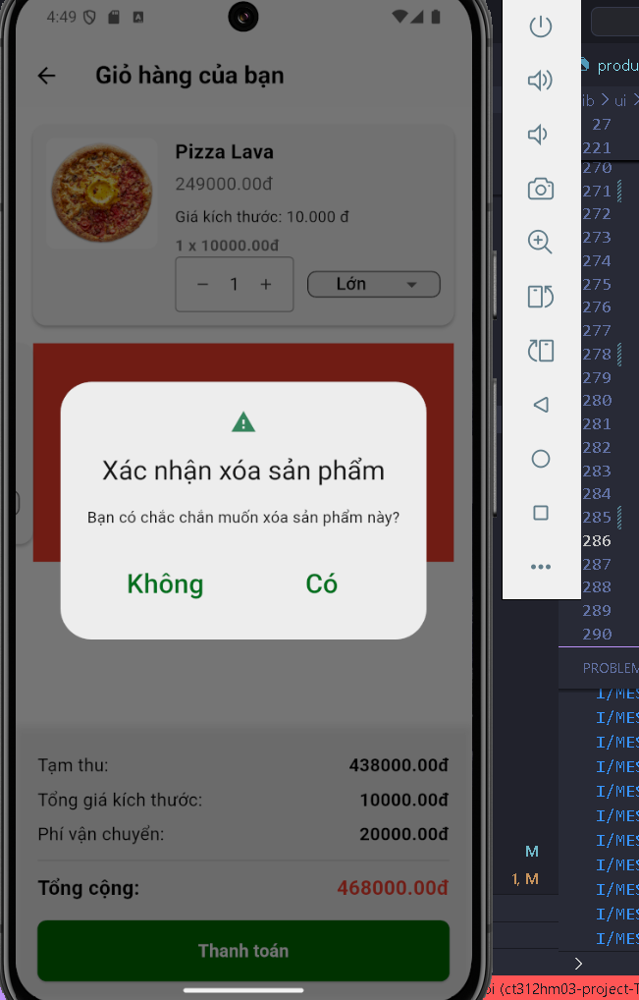 4:49
Giỏ hàng của bạn
Pizza Lava
249000.00đ
Giá kích thước: 10.000 đ
1 x 10000.00đ
1
Lớn
Xác nhận xóa sản phẩm
Bạn có chắc chắn muốn xóa sản phẩm này?
Không
Có
Tạm thu:
438000.00đ
Tổng giá kích thước:
10000.00đ
Phí vận chuyển:
20000.00đ
Tổng cộng:
468000.00đ
Thanh toán
produ
ib > ui >
27
221
270
271
272
273
274
275
276
277
278
279
280
281
282
283
284
285
286
287
288
289
290
PROBLEM
I/MES
I/MES
I/MES
I/MES
I/MES
I/MES
I/MES
I/MES
I/MES
I/MES
I/MES
M
1, M
(ct312hm03-project-T